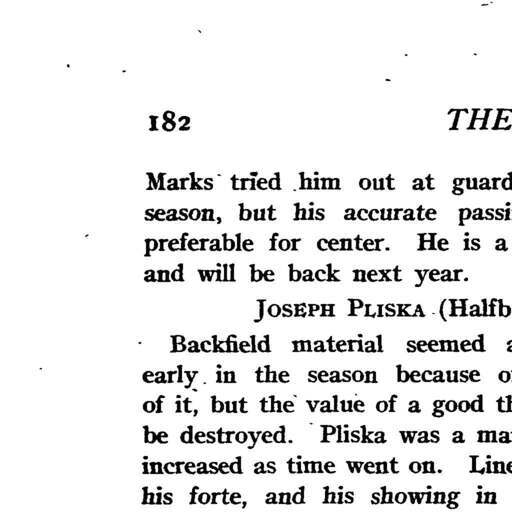 182 THE
Marks tried him out at guard
season, but his accurate passi
preferable for center. He is a
and will be back next year.
JOSEPH PLISKA (Halfb
Backfield material seemed a
early in the season because o
of it, but the value of a good th
be destroyed. Pliska was a ma
increased as time went on. Line
his forte, and his showing in